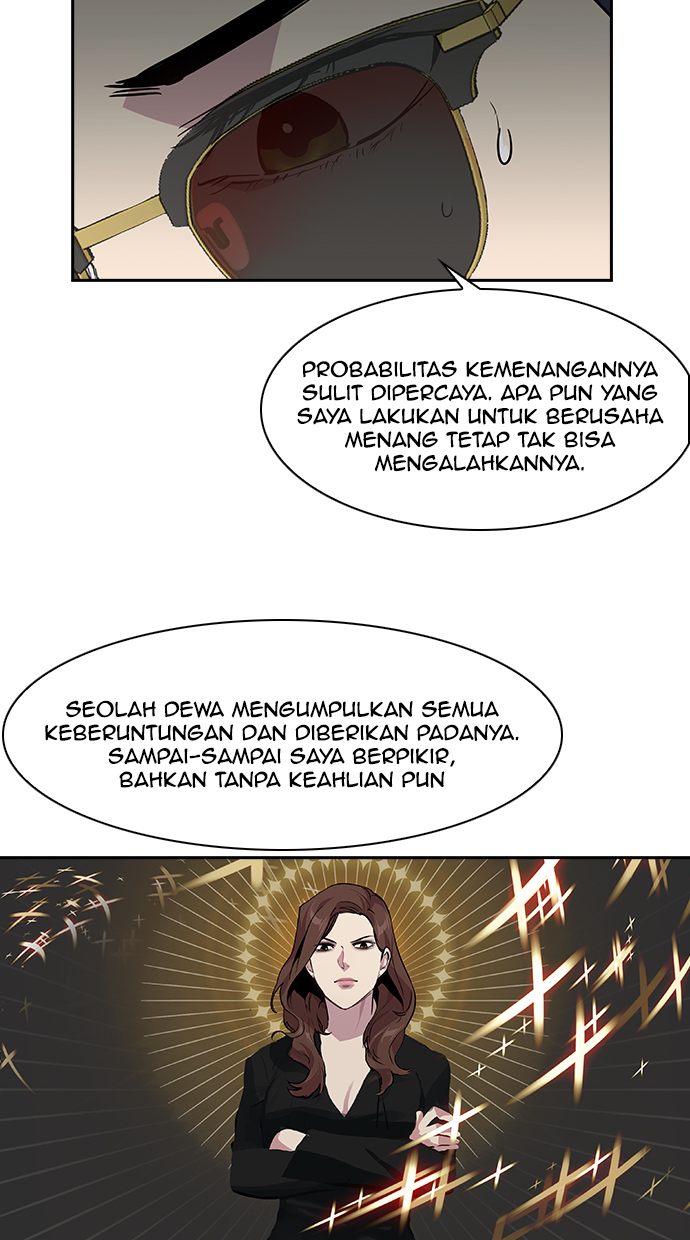 PROBABILITAS KEMENANGANNYA
SULIT DIPERCAYA. APA PUN YANG
SAYA LAKUKAN UNTUK BERUSAHA
MENANG TETAP TAK BISA
MENGALAHKANNYA.
SEOLAH DEWA MENGUMPULKAN SEMUA
KEBERUNTUNGAN DAN DIBERIKAN PADANYA.
SAMPAI-SAMPAI SAYA BERPIKIR,
BAHKAN TANPA KEAHLIAN PUN